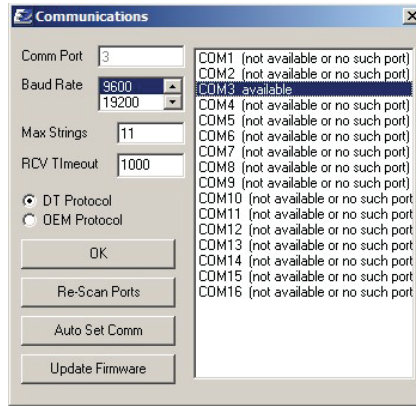 Communications
Comm Port 3
Baud Rate 9600
19200
Max Strings 11
RCV TImeout 1000
DT Protocol
OEM Protocol
OK
Re-Scan Ports
Auto Set Comm
Update Firmware
COM1 (not available or no such port)
COM2 (not available or no such port)
COM3 available
COM4 (not available or no such port)
COM5 (not available or no such port)
COM6 (not available or no such port)
COM7 (not available or no such port)
COM8 (not available or no such port)
COM9 (not available or no such port)
COM10 (not available or no such port
COM11 (not available or no such port
COM12 (not available or no such port
COM13 (not available or no such port
COM14 (not available or no such port
COM15 (not available or no such port
COM16 (not available or no such port